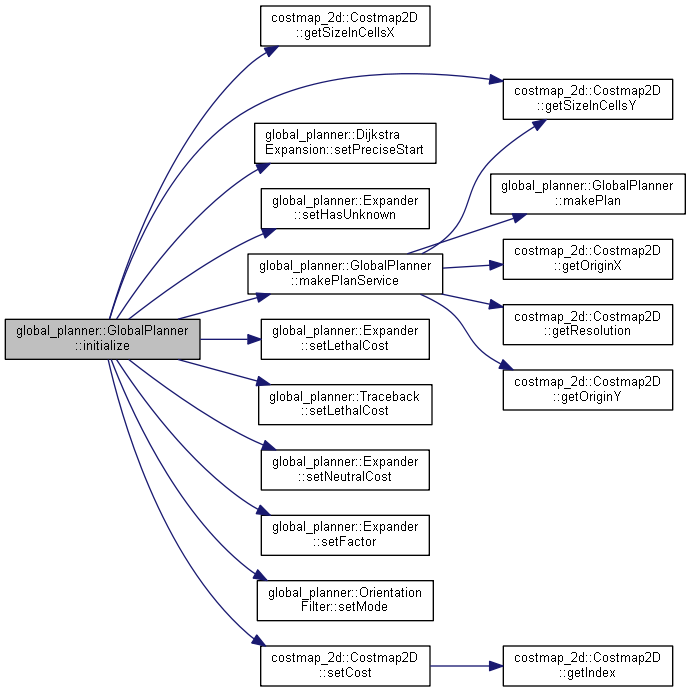 costmap_2d::Costmap2D
::getSizeInCellsX
costmap_2d::Costmap2D
::getSizeInCellsY
global_planner::Dijkstra
Expansion::setPreciseStart
global_planner::GlobalPlanner
::makePlan
global_planner::Expander
::setHasUnknown
costmap_2d::Costmap2D
::getOriginX
global_planner::GlobalPlanner
::makePlanService
costmap_2d::Costmap2D
::getResolution
global_planner::GlobalPlanner
::initialize
global_planner::Expander
::setLethalCost
costmap_2d::Costmap2D
::getOriginY
global_planner::Traceback
::setLethalCost
global_planner::Expander
::setNeutralCost
global_planner::Expander
::setFactor
global_planner::Orientation
Filter::setMode
costmap_2d::Costmap2D
::setCost
costmap_2d::Costmap2D
::getIndex